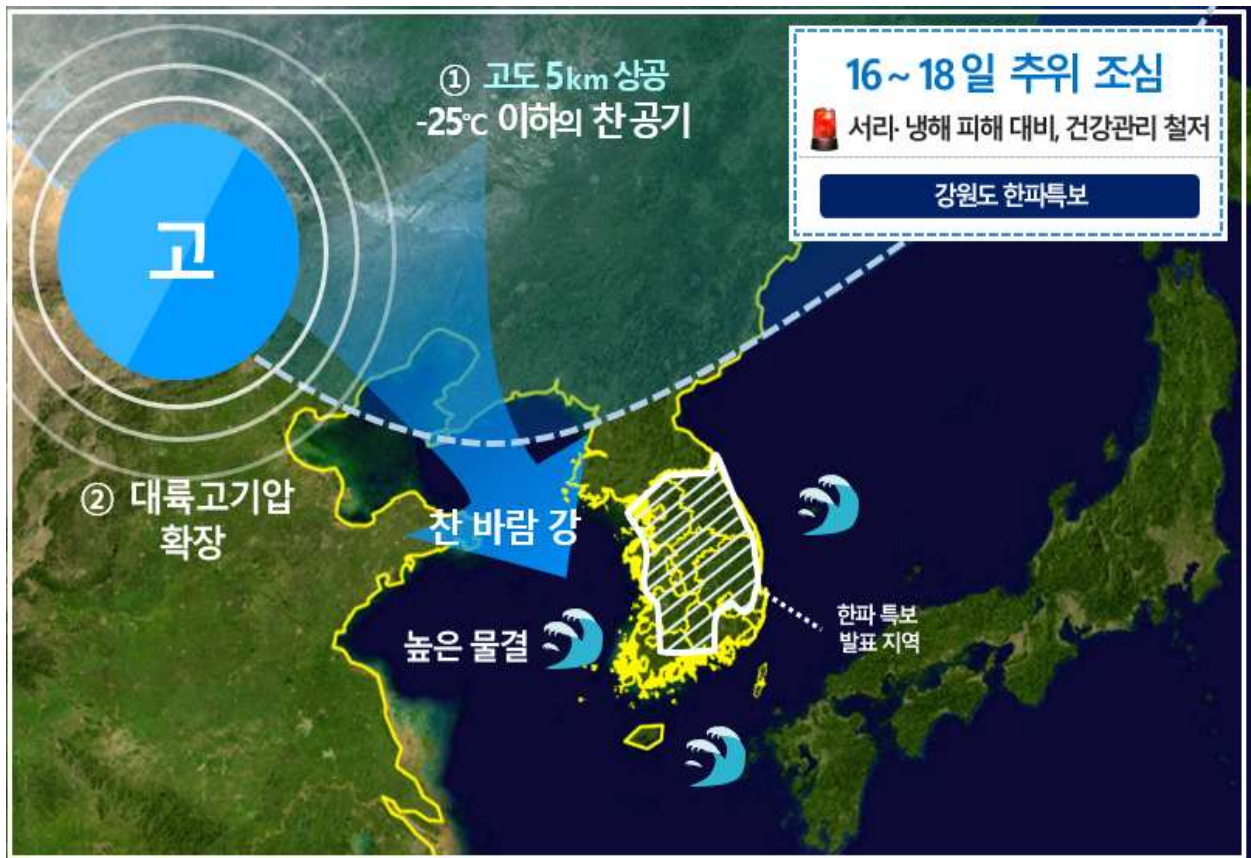 ① 고도 5km 상공
-25℃ 이하의 찬 공기
16 ~ 18일 추위 조심
서리· 냉해 피해 대비, 건강관리 철저
강원도 한파특보
고
② 대륙고기압
확장
찬 바람 강
한파 특보
발표 지역
높은 물결